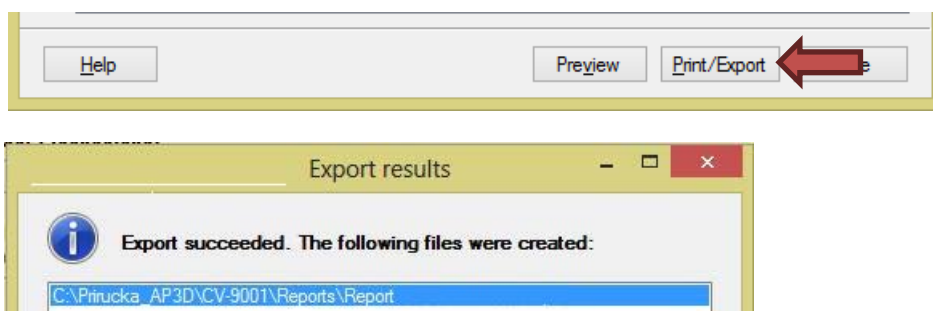 Help Preview Print/Export
Export results
Export succeeded. The following files were created:
C:\Prirucka_AP3D\CV-9001\Reports\Report